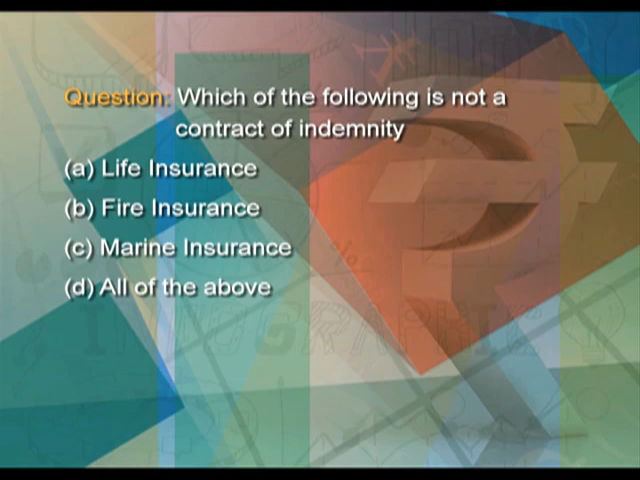 Question: Which of the following is not a
contract of indemnity
(a) Life Insurance
(b) Fire Insurance
(c) Marine Insurance
(d) All of the above
INFOGRAPHIC